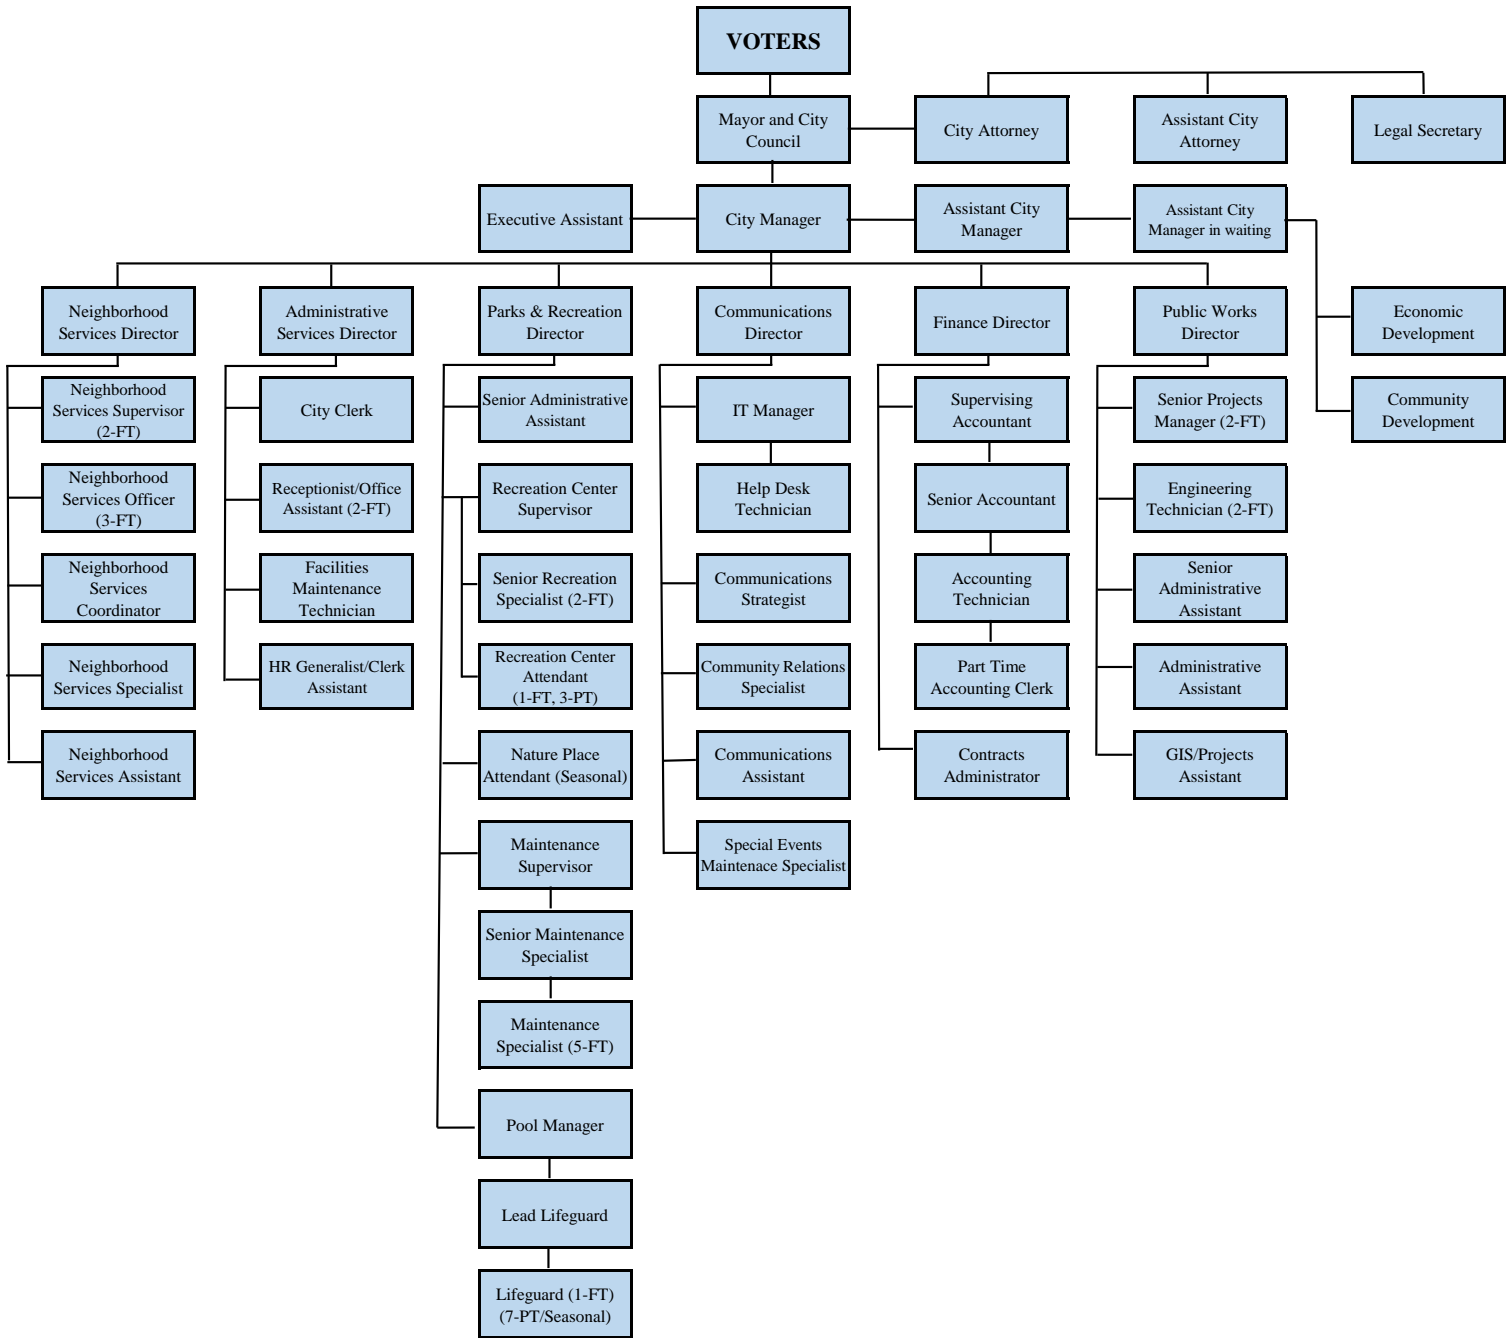 VOTERS
Mayor and City
Council
City Attorney
Assistant City
Attorney
Legal Secretary
Executive Assistant
City Manager
Assistant City
Manager
Assistant City
Manager in waiting
Neighborhood
Services Director
Administrative
Services Director
Parks & Recreation
Director
Communications
Director
Finance Director
Public Works
Director
Economic
Development
Neighborhood
Services Supervisor
(2-FT)
City Clerk
Senior Administrative
Assistant
IT Manager
Supervising
Accountant
Senior Projects
Manager (2-FT)
Community
Development
Neighborhood
Services Officer
(3-FT)
Receptionist/Office
Assistant (2-FT)
Recreation Center
Supervisor
Help Desk
Technician
Senior Accountant
Engineering
Technician (2-FT)
Neighborhood
Services
Coordinator
Facilities
Maintenance
Technician
Senior Recreation
Specialist (2-FT)
Communications
Strategist
Accounting
Technician
Senior
Administrative
Assistant
Neighborhood
Services Specialist
HR Generalist/Clerk
Assistant
Recreation Center
Attendant
(1-FT, 3-PT)
Community Relations
Specialist
Part Time
Accounting Clerk
Administrative
Assistant
Neighborhood
Services Assistant
Nature Place
Attendant (Seasonal)
Communications
Assistant
Contracts
Administrator
GIS/Projects
Assistant
Maintenance
Supervisor
Special Events
Maintenace Specialist
Senior Maintenance
Specialist
Maintenance
Specialist (5-FT)
Pool Manager
Lead Lifeguard
Lifeguard (1-FT)
(7-PT/Seasonal)